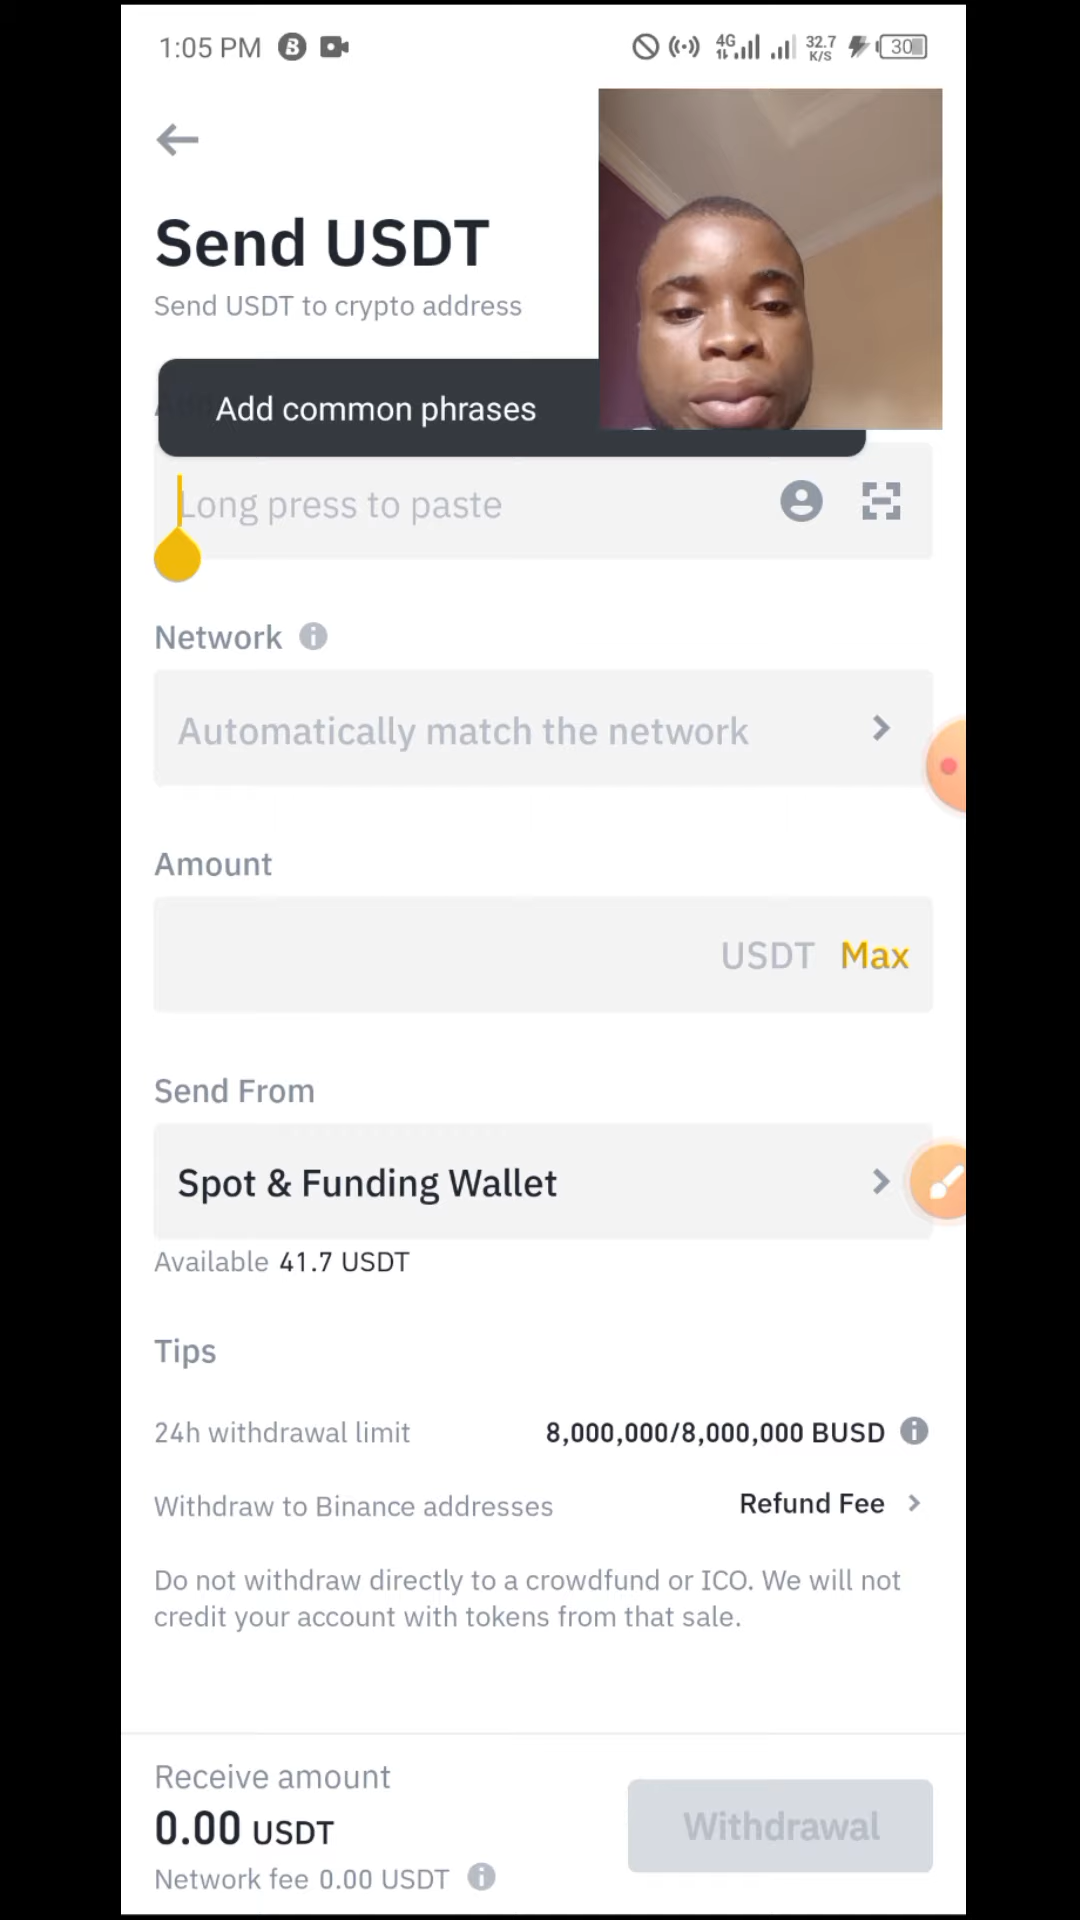 1:05 PM
4G
32.7
K/S
30
Send USDT
Send USDT to crypto address
Add common phrases
Long press to paste
Network
Automatically match the network
Amount
USDT Max
Send From
Spot & Funding Wallet
Available 41.7 USDT
Tips
24h withdrawal limit 8,000,000/8,000,000 BUSD
Withdraw to Binance addresses Refund Fee
Do not withdraw directly to a crowdfund or ICO. We will not
credit your account with tokens from that sale.
Receive amount
0.00 USDT
Network fee 0.00 USDT
Withdrawal